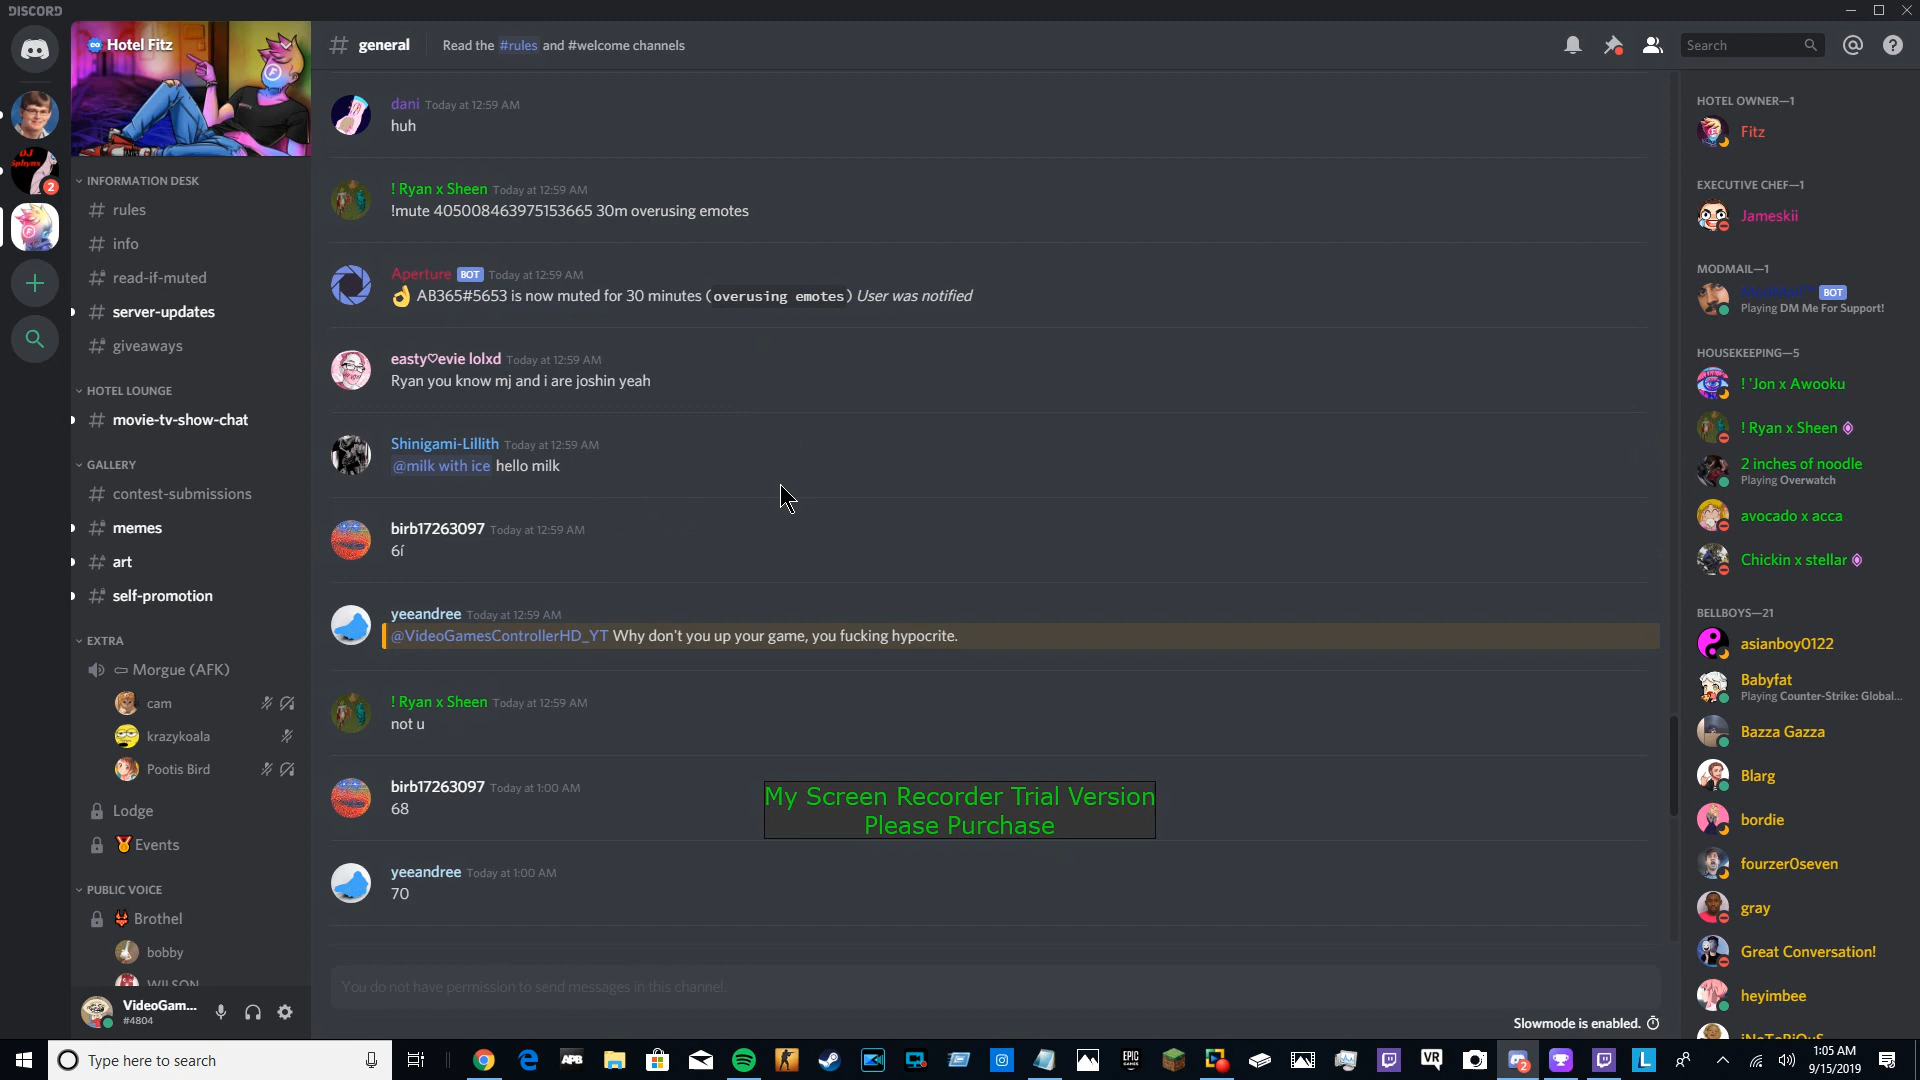 DISCORD
Hotel Fitz
# general
Read the #rules and #welcome channels
Search
INFORMATION DESK
rules
info
read-if-muted
server-updates
giveaways
HOTEL LOUNGE
movie-tv-show-chat
GALLERY
contest-submissions
memes
art
self-promotion
EXTRA
Morgue (AFK)
cam
krazykoala
Pootis Bird
Lodge
Events
PUBLIC VOICE
Brothel
bobby
WILSON
VideoGam...
#4804
dani Today at 12:59 AM
huh
! Ryan x Sheen Today at 12:59 AM
!mute 405008463975153665 30m overusing emotes
Aperture BOT Today at 12:59 AM
👌 AB365#5653 is now muted for 30 minutes (overusing emotes) User was notified
easty♡evie lolxd Today at 12:59 AM
Ryan you know mj and i are joshin yeah
Shinigami-Lillith Today at 12:59 AM
@milk with ice hello milk
birb17263097 Today at 12:59 AM
6í
yeeandree Today at 12:59 AM
@VideoGamesControllerHD_YT Why don't you up your game, you fucking hypocrite.
! Ryan x Sheen Today at 12:59 AM
not u
birb17263097 Today at 1:00 AM
68
My Screen Recorder Trial Version
Please Purchase
yeeandree Today at 1:00 AM
70
You do not have permission to send messages in this channel.
Slowmode is enabled.
HOTEL OWNER—1
Fitz
EXECUTIVE CHEF—1
Jameskii
MODMAIL—1
BOT
Playing DM Me For Support!
HOUSEKEEPING—5
! 'Jon x Awooku
! Ryan x Sheen
2 inches of noodle
Playing Overwatch
avocado x acca
Chickin x stellar
BELLBOYS—21
asianboy0122
Babyfat
Playing Counter-Strike: Global...
Bazza Gazza
Blarg
bordie
fourzer0seven
gray
Great Conversation!
heyimbee
Type here to search
1:05 AM
9/15/2019